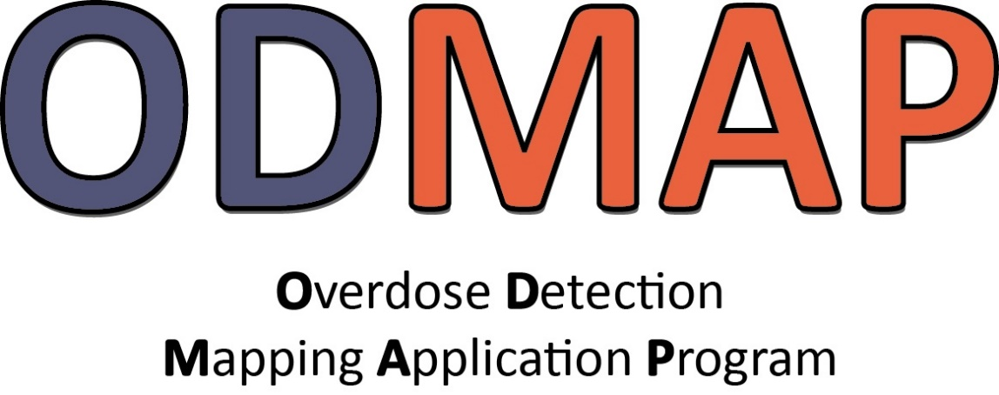 ODMAP
Overdose Detection
Mapping Application Program